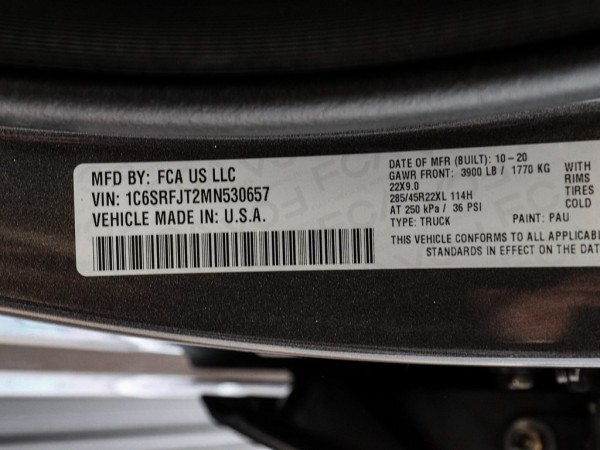 MFD BY: FCA US LLC
VIN: 1C6SRFJT2MN530657
VEHICLE MADE IN: U.S.A.
DATE OF MFR (BUILT): 10-20
GAWR FRONT: 3900 LB / 1770 KG WITH
22X9.0 RIMS
285/45R22XL 114H TIRES
AT 250 kPa / 36 PSI COLD
TYPE: TRUCK PAINT: PAU
THIS VEHICLE CONFORMS TO ALL APPLICABL
STANDARDS IN EFFECT ON THE DAT